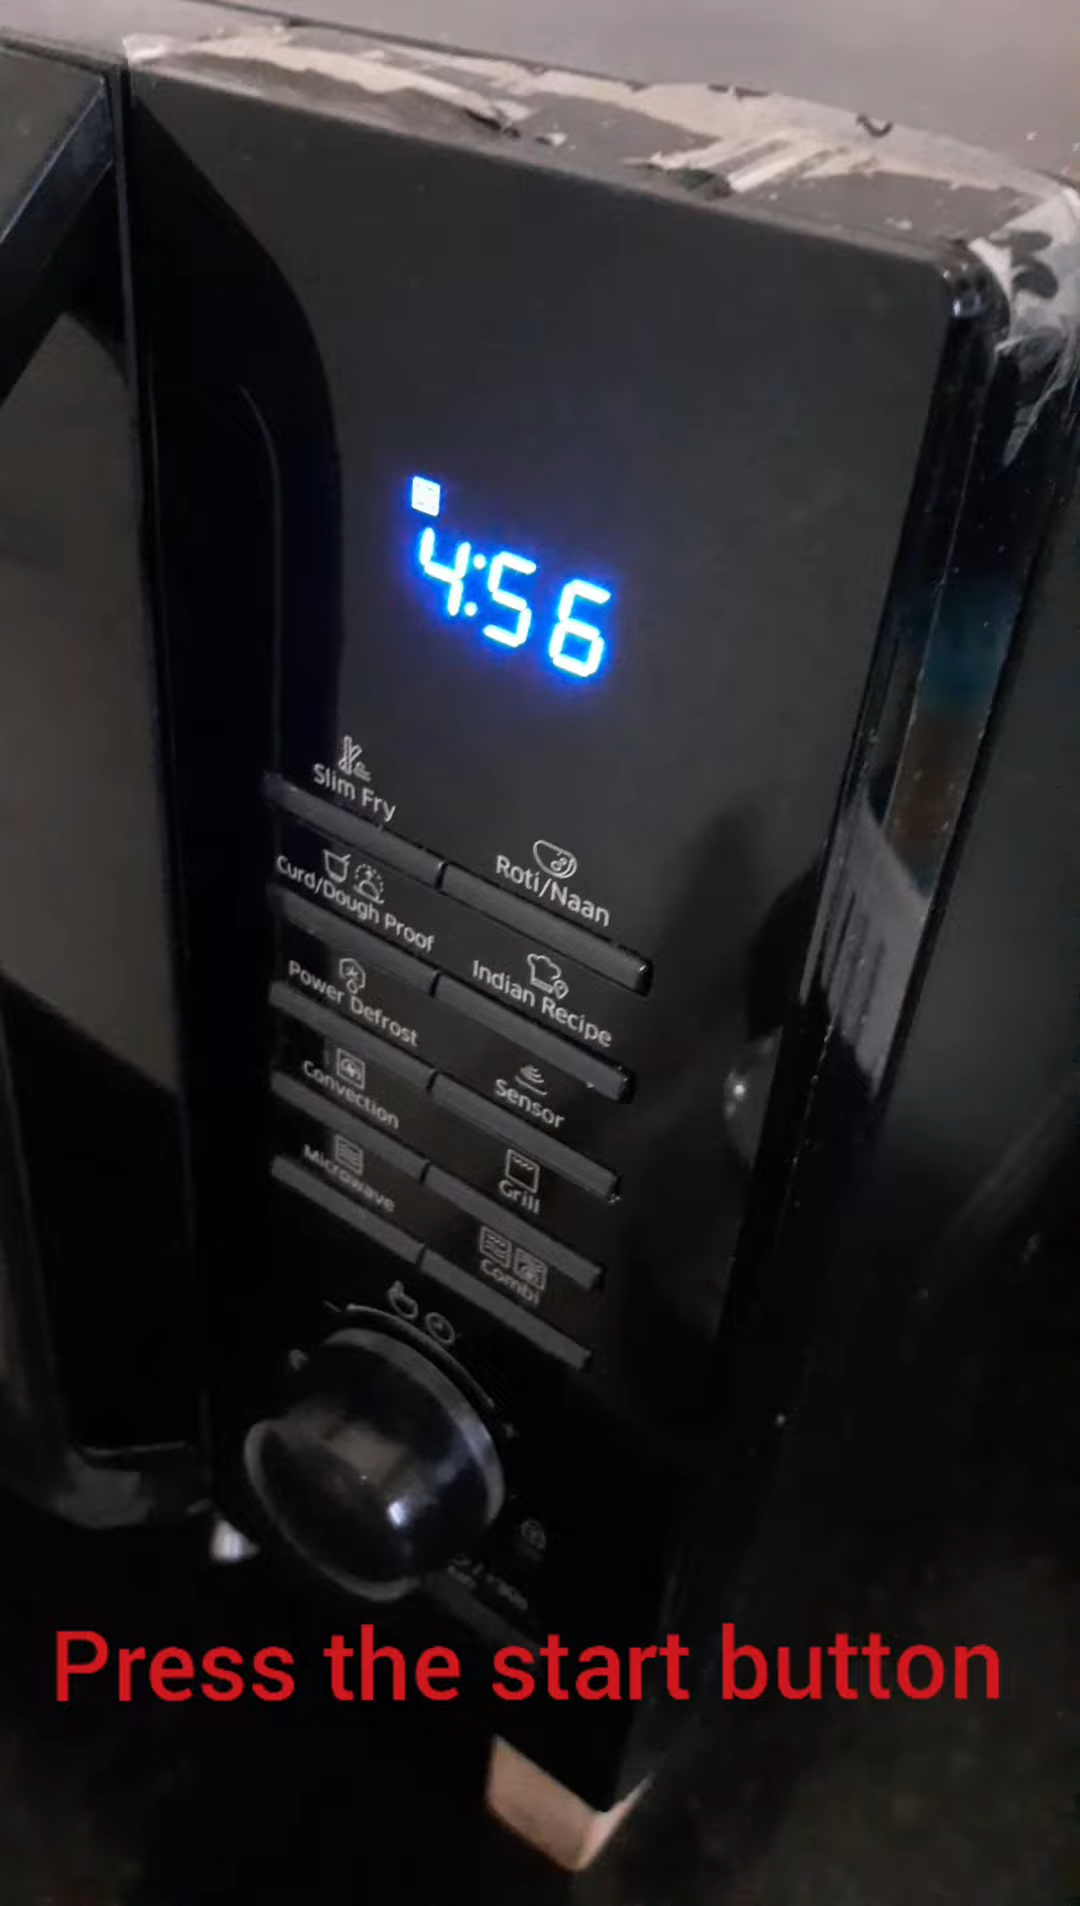 4:56
Slim Fry
Roti/Naan
Curd/Dough Proof
Indian Recipe
Power Defrost
Sensor
Convection
Grill
Microwave
Combi
Press the start button